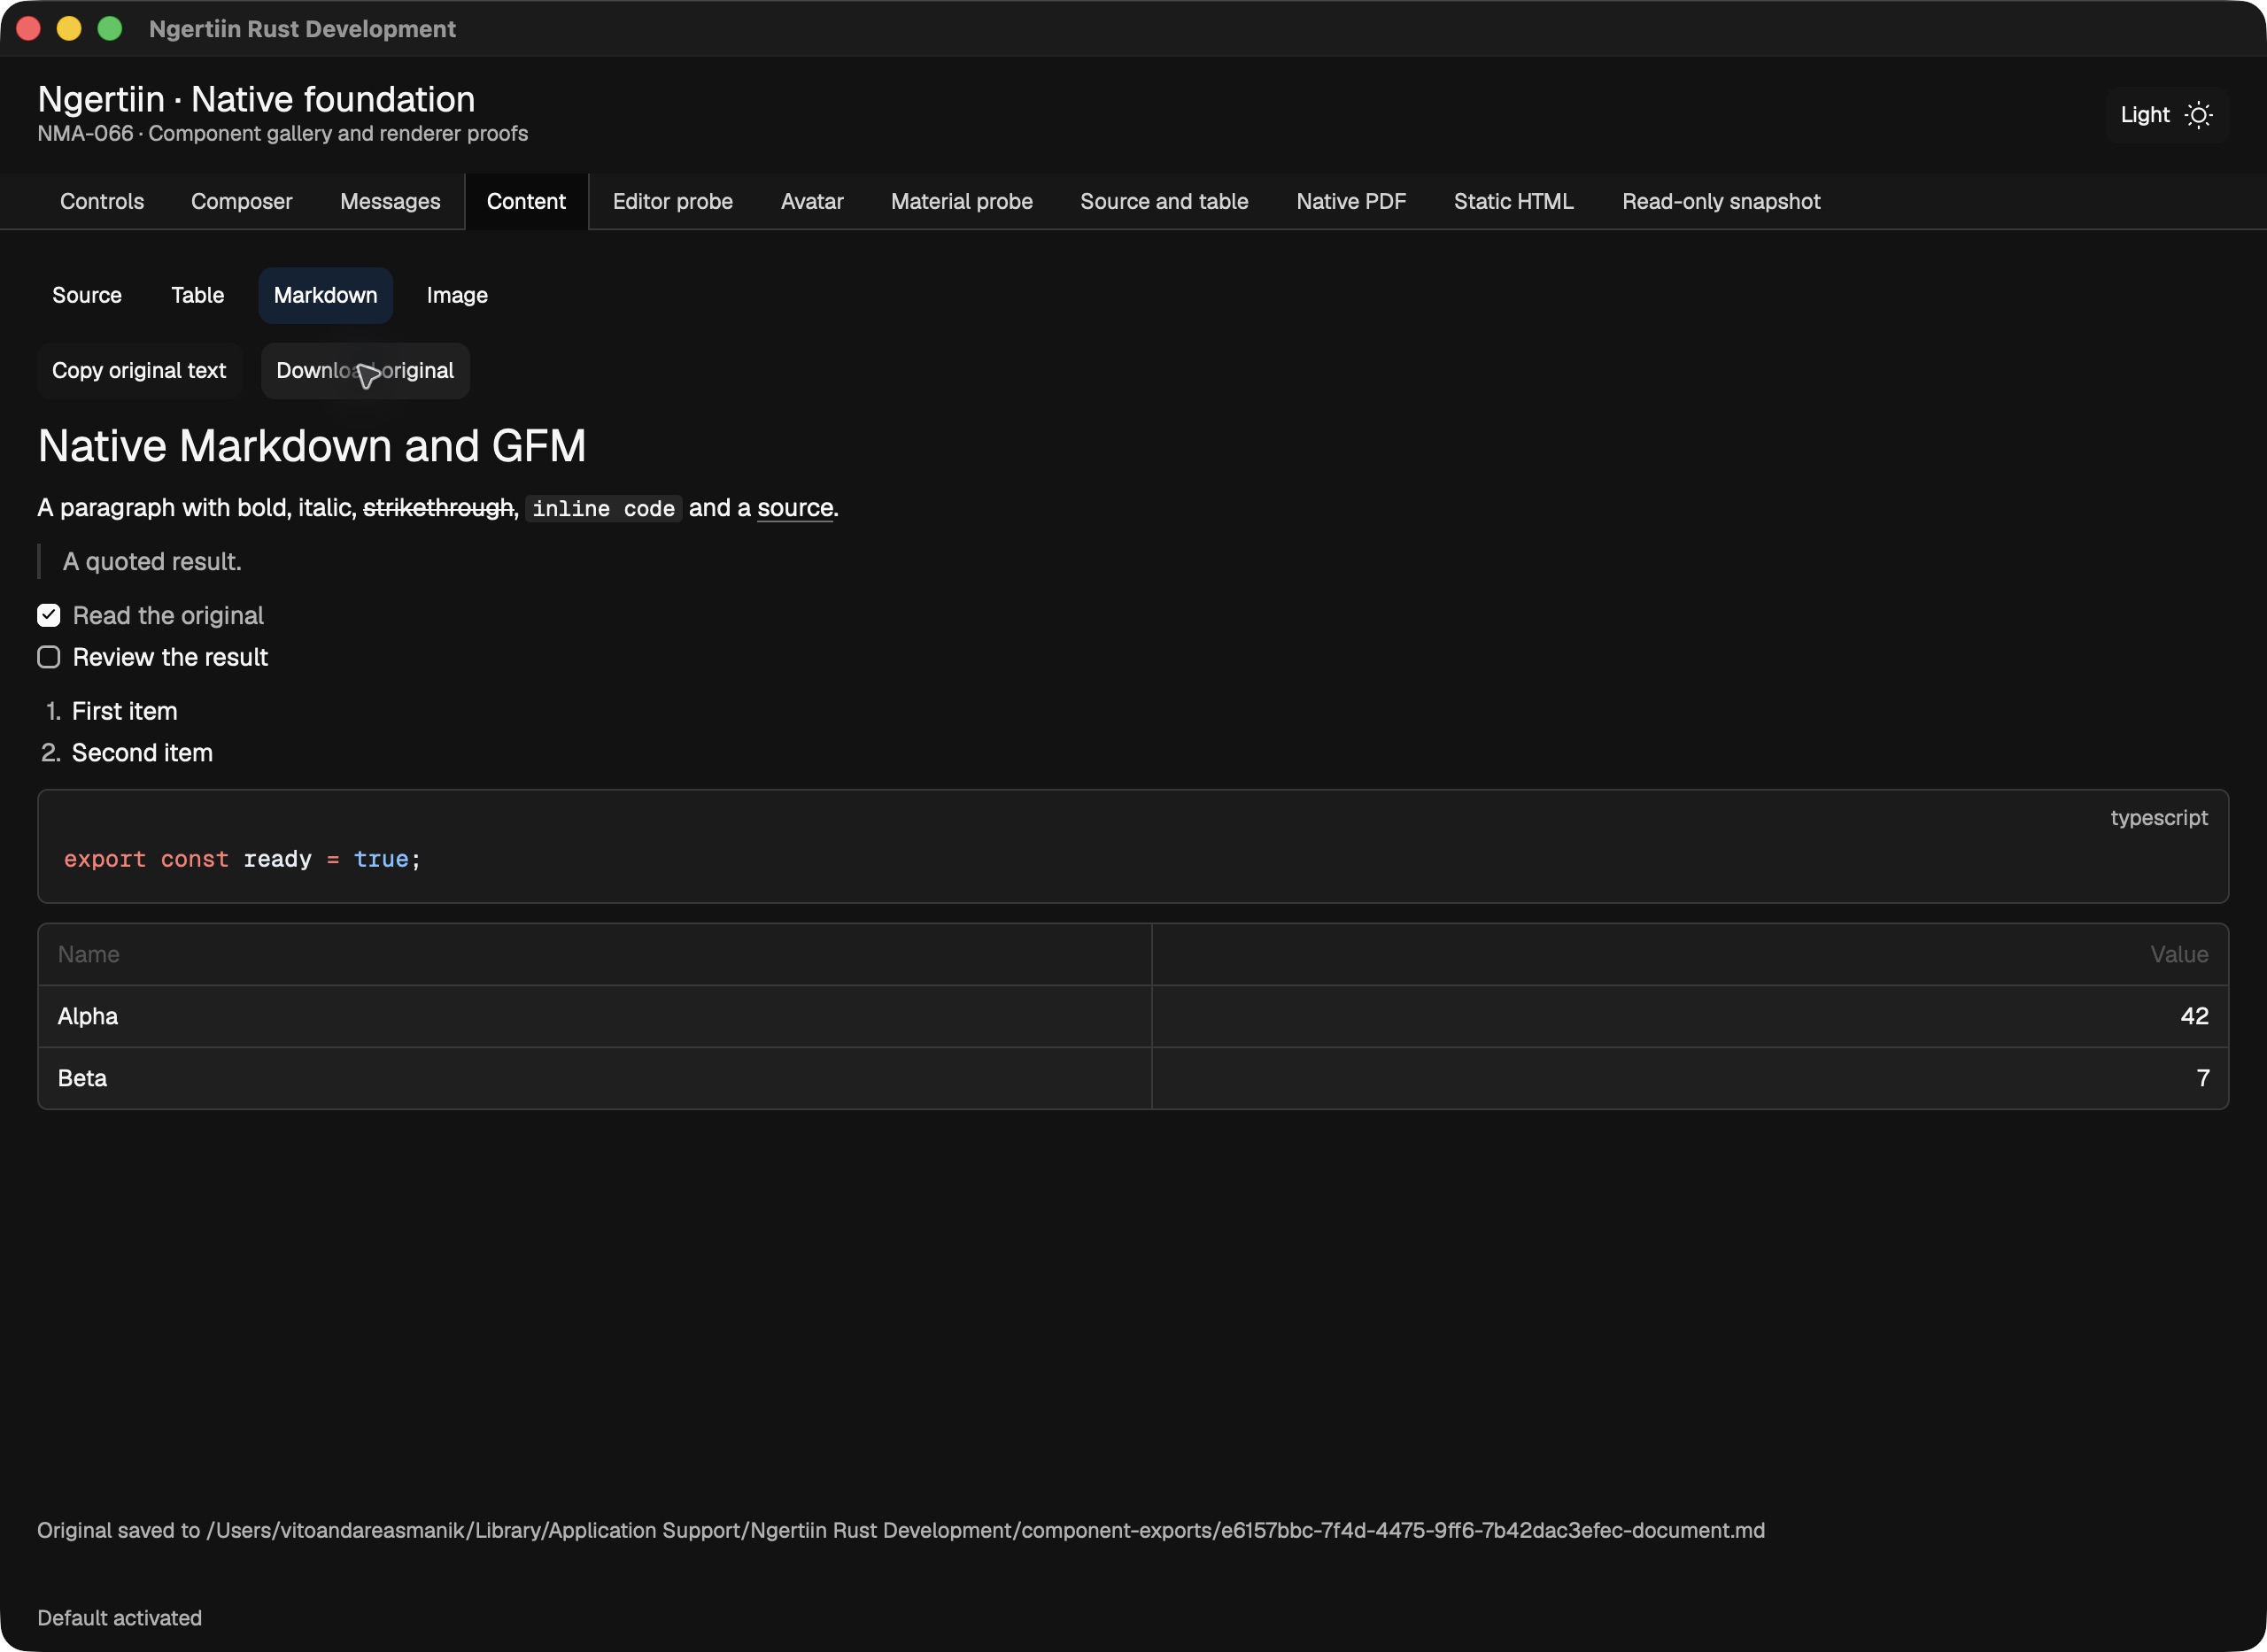 Ngertiin Rust Development
Ngertiin · Native foundation
NMA-066 · Component gallery and renderer proofs
Light
Controls Composer Messages Content Editor probe Avatar Material probe Source and table Native PDF Static HTML Read-only snapshot
Source Table Markdown Image
Copy original text Download original
Native Markdown and GFM
A paragraph with bold, italic, strikethrough, inline code and a source.
A quoted result.
Read the original
Review the result
1. First item
2. Second item
typescript
export const ready = true;
Name Value
Alpha 42
Beta 7
Original saved to /Users/vitoandareasmanik/Library/Application Support/Ngertiin Rust Development/component-exports/e6157bbc-7f4d-4475-9ff6-7b42dac3efec-document.md
Default activated